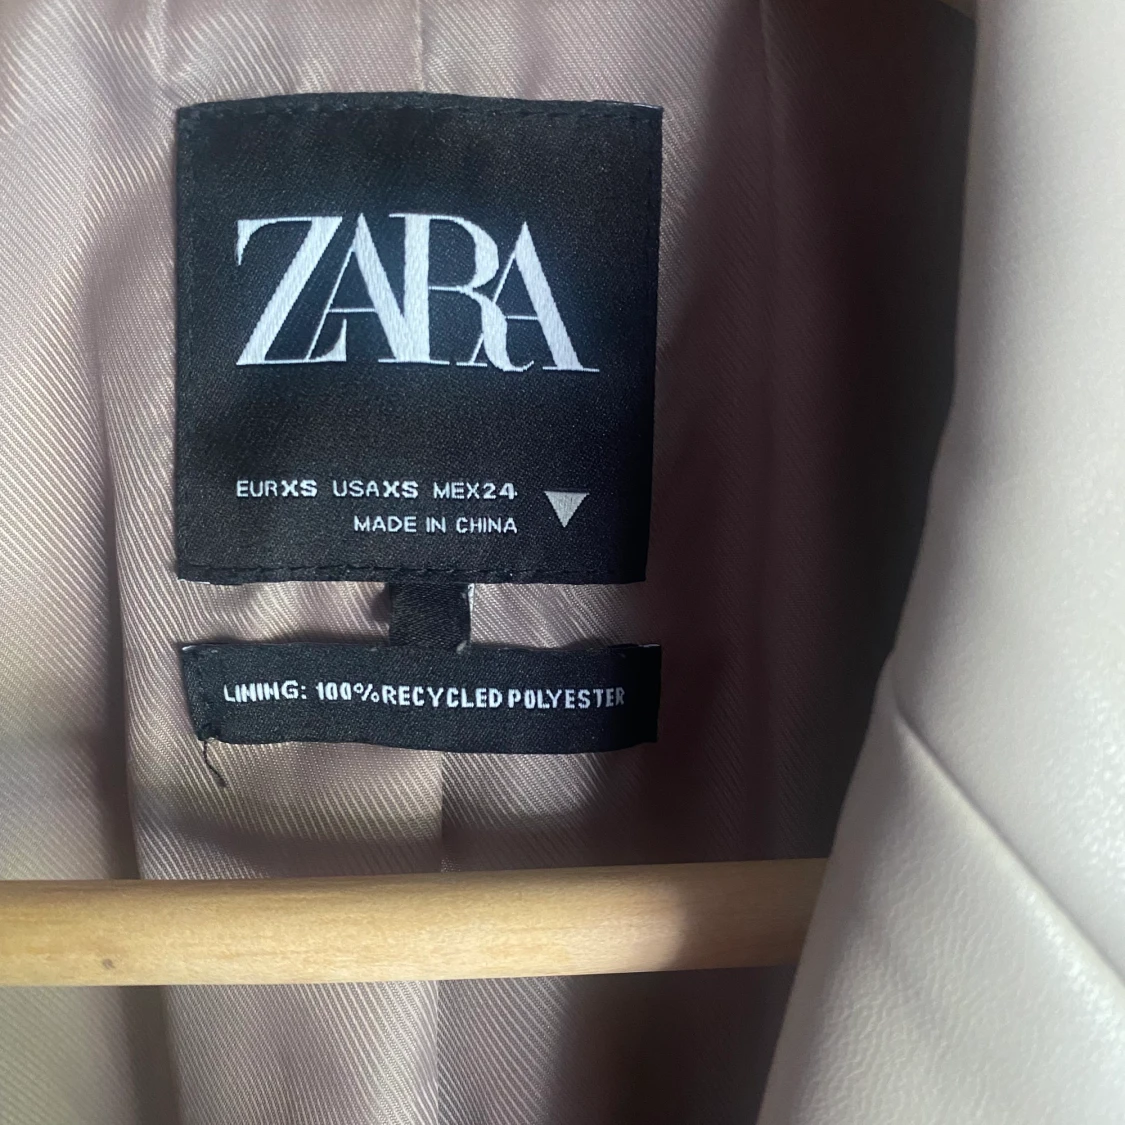 ZARA
EURXS USAXS MEX24
MADE IN CHINA
LINING: 100% RECYCLED POLYESTER